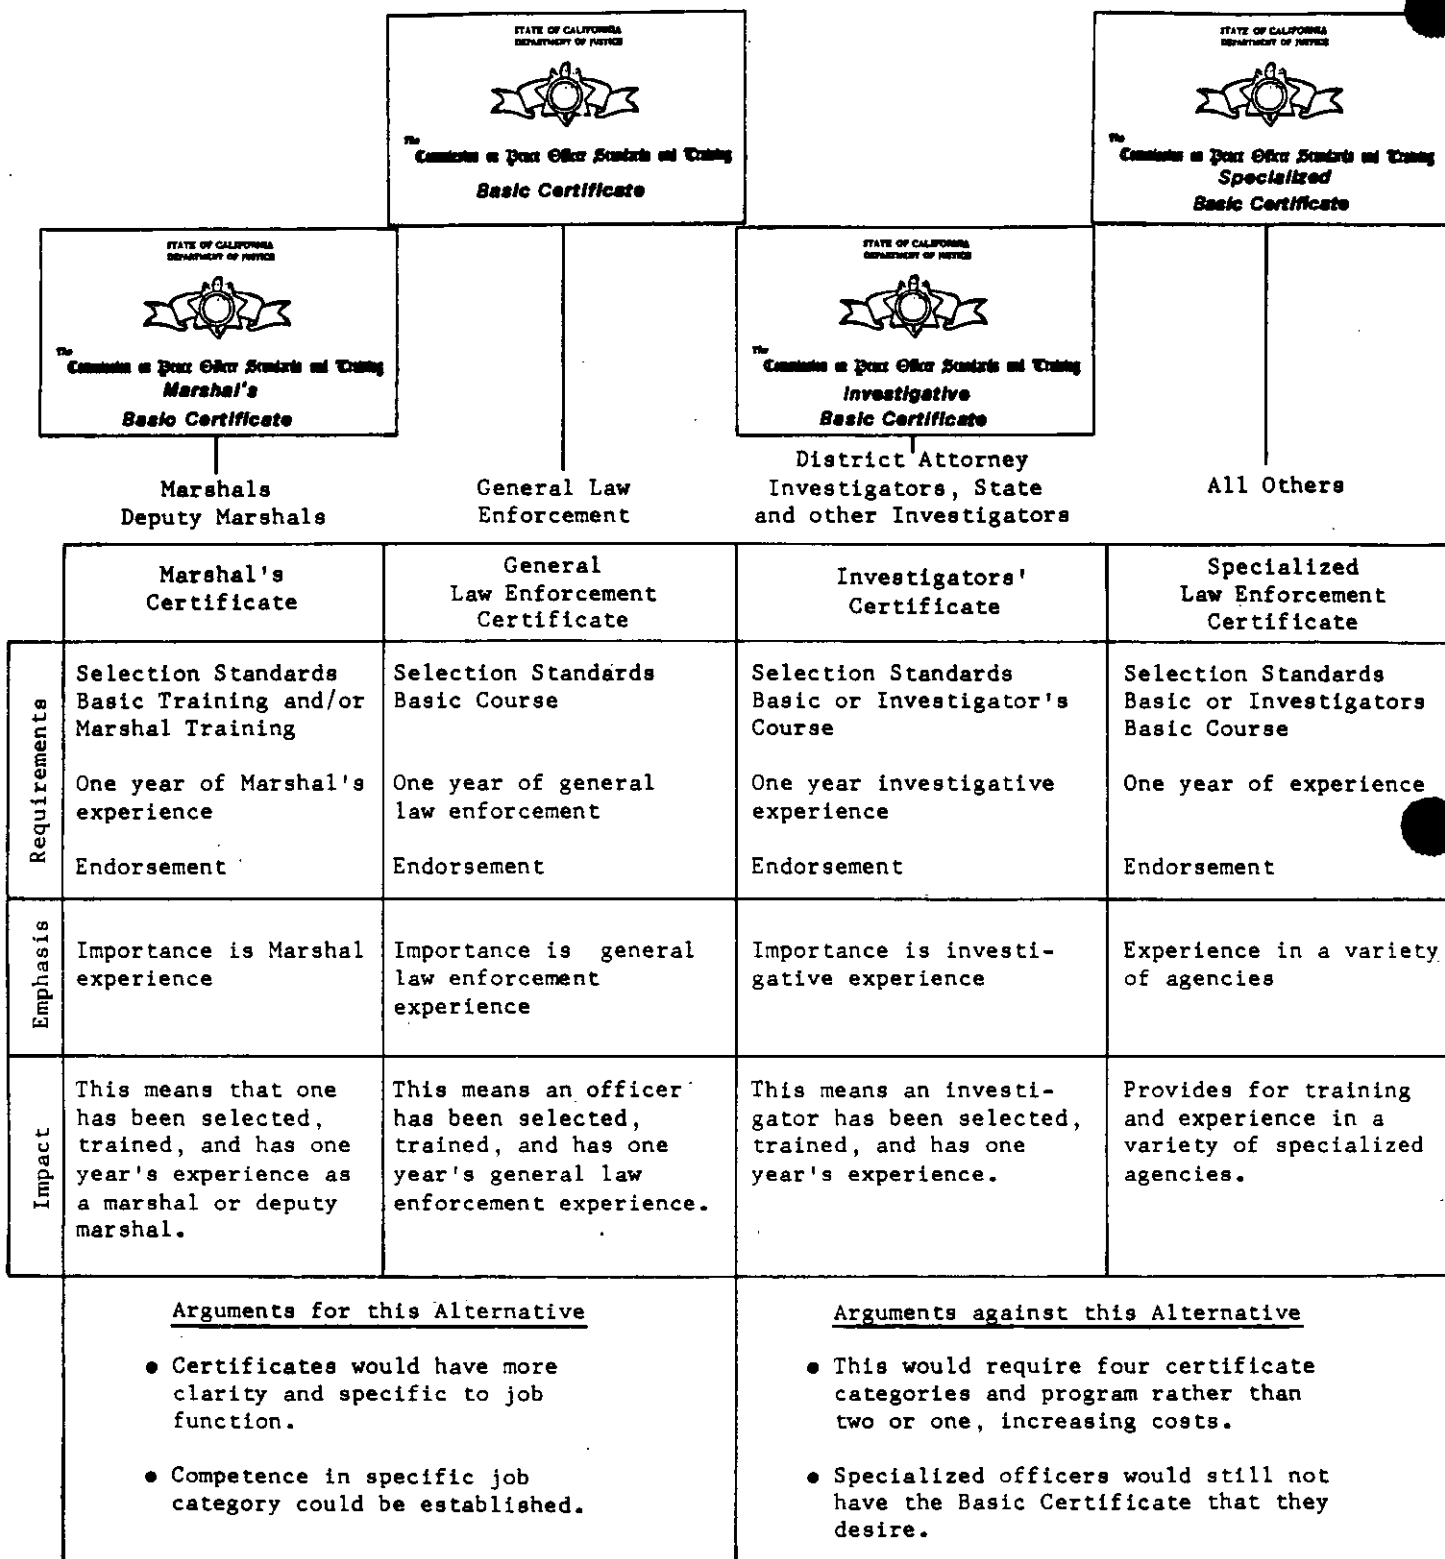 STATE OF CALIFORNIA
DEPARTMENT OF JUSTICE
The
Commission on Peace Officer Standards and Training
Basic Certificate
STATE OF CALIFORNIA
DEPARTMENT OF JUSTICE
The
Commission on Peace Officer Standards and Training
Specialized
Basic Certificate
STATE OF CALIFORNIA
DEPARTMENT OF JUSTICE
The
Commission on Peace Officer Standards and Training
Marshal's
Basic Certificate
STATE OF CALIFORNIA
DEPARTMENT OF JUSTICE
The
Commission on Peace Officer Standards and Training
Investigative
Basic Certificate
Marshals
Deputy Marshals
General Law
Enforcement
District Attorney
Investigators, State
and other Investigators
All Others
Marshal's
Certificate
General
Law Enforcement
Certificate
Investigators'
Certificate
Specialized
Law Enforcement
Certificate
Requirements
Selection Standards
Basic Training and/or
Marshal Training
One year of Marshal's
experience
Endorsement
Selection Standards
Basic Course
One year of general
law enforcement
Endorsement
Selection Standards
Basic or Investigator's
Course
One year investigative
experience
Endorsement
Selection Standards
Basic or Investigators
Basic Course
One year of experience
Endorsement
Emphasis
Importance is Marshal
experience
Importance is general
law enforcement
experience
Importance is investi-
gative experience
Experience in a variety
of agencies
Impact
This means that one
has been selected,
trained, and has one
year's experience as
a marshal or deputy
marshal.
This means an officer
has been selected,
trained, and has one
year's general law
enforcement experience.
This means an investi-
gator has been selected,
trained, and has one
year's experience.
Provides for training
and experience in a
variety of specialized
agencies.
Arguments for this Alternative
● Certificates would have more
clarity and specific to job
function.
● Competence in specific job
category could be established.
Arguments against this Alternative
● This would require four certificate
categories and program rather than
two or one, increasing costs.
● Specialized officers would still not
have the Basic Certificate that they
desire.